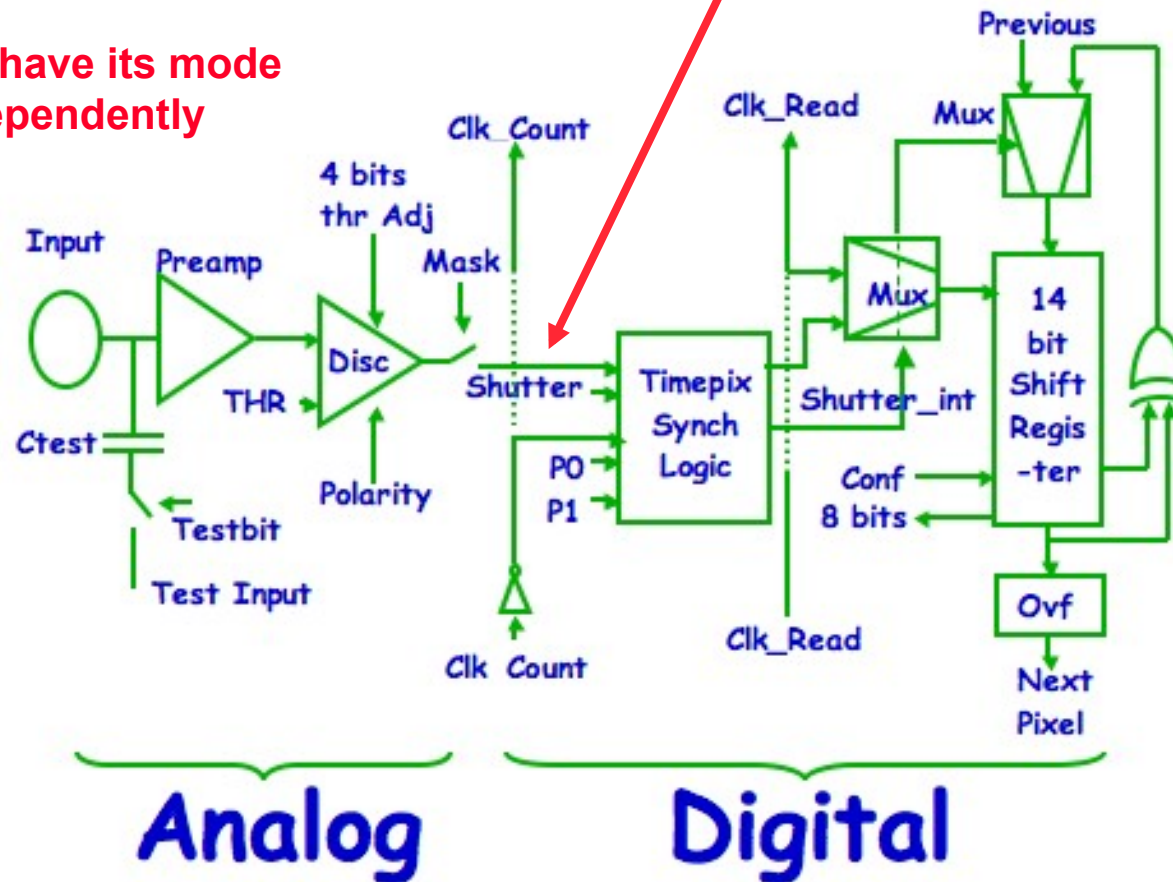 have its mode
ependently
Previous
Clk_Count
Clk_Read
Mux
4 bits
thr Adj
Input
Preamp
Mask
Disc
THR
Shutter
Timepix
Synch
Logic
Mux
Shutter_int
14
bit
Shift
Regis
-ter
Ctest
Polarity
P0
P1
Conf
8 bits
Testbit
Test Input
Clk Count
Clk_Read
Ovf
Next
Pixel
Analog
Digital